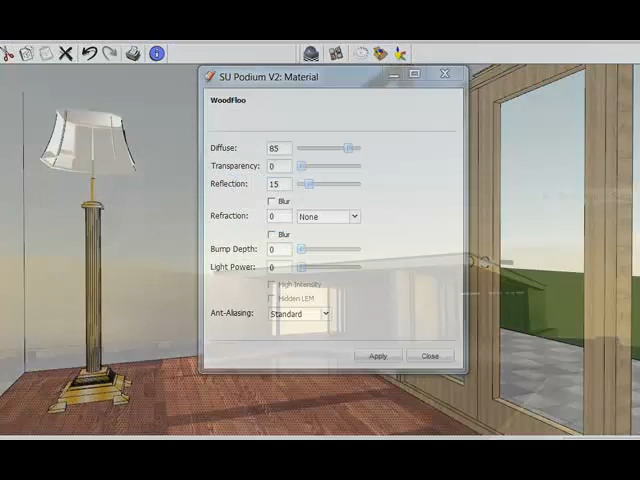 SU Podium V2: Material
WoodFloo
Diffuse: 85
Transparency: 0
Reflection: 15
Blur
Refraction: 0 None
Blur
Bump Depth: 0
Light Power: 0
High Intensity
Hidden LEM
Ant-Aliasing: Standard
Apply Close